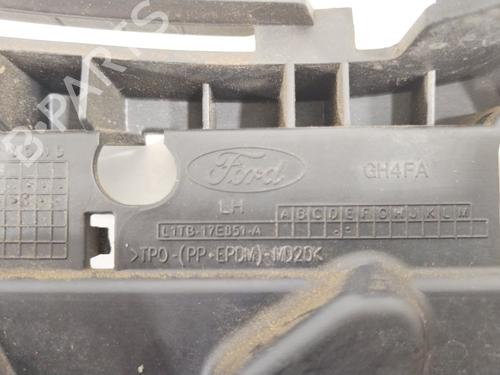 Ford
GH4FA
LH
A B C D E F G H J K L M
L1TB-17E851-A
>TPO-(PP+EPDM)-MD20<
B-PARTS